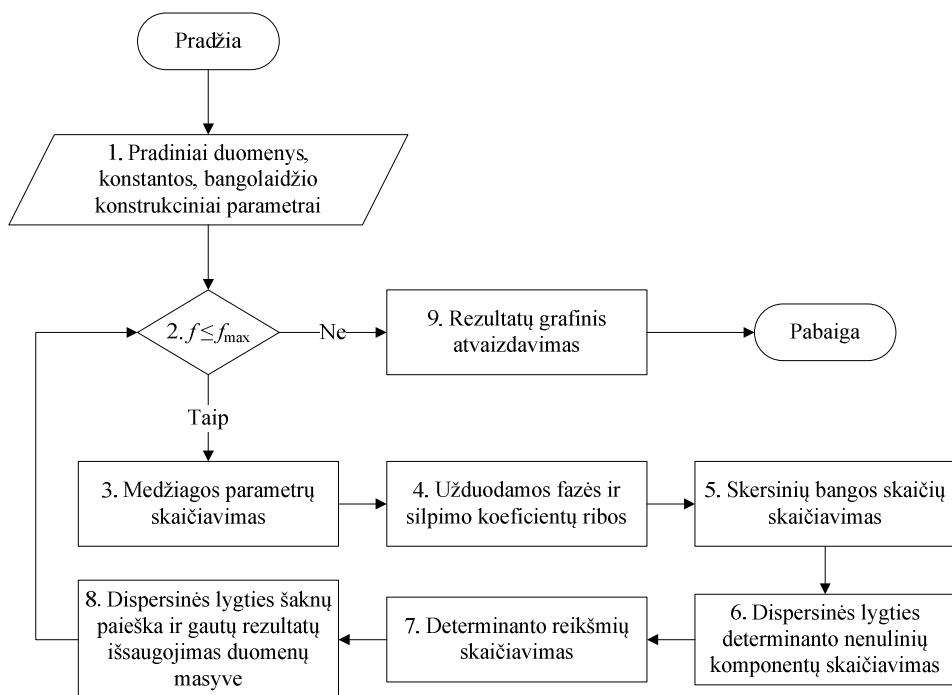 Pradžia
1. Pradiniai duomenys,
konstantos, bangolaidžio
konstrukciniai parametrai
2. f ≤ fmax
Ne
9. Rezultatų grafinis
atvaizdavimas
Pabaiga
Taip
3. Medžiagos parametrų
skaičiavimas
4. Užduodamos fazės ir
silpimo koeficientų ribos
5. Skersinių bangos skaičių
skaičiavimas
6. Dispersinės lygties
determinanto nenulinių
komponentų skaičiavimas
7. Determinanto reikšmių
skaičiavimas
8. Dispersinės lygties šaknų
paieška ir gautų rezultatų
išsaugojimas duomenų
masyve